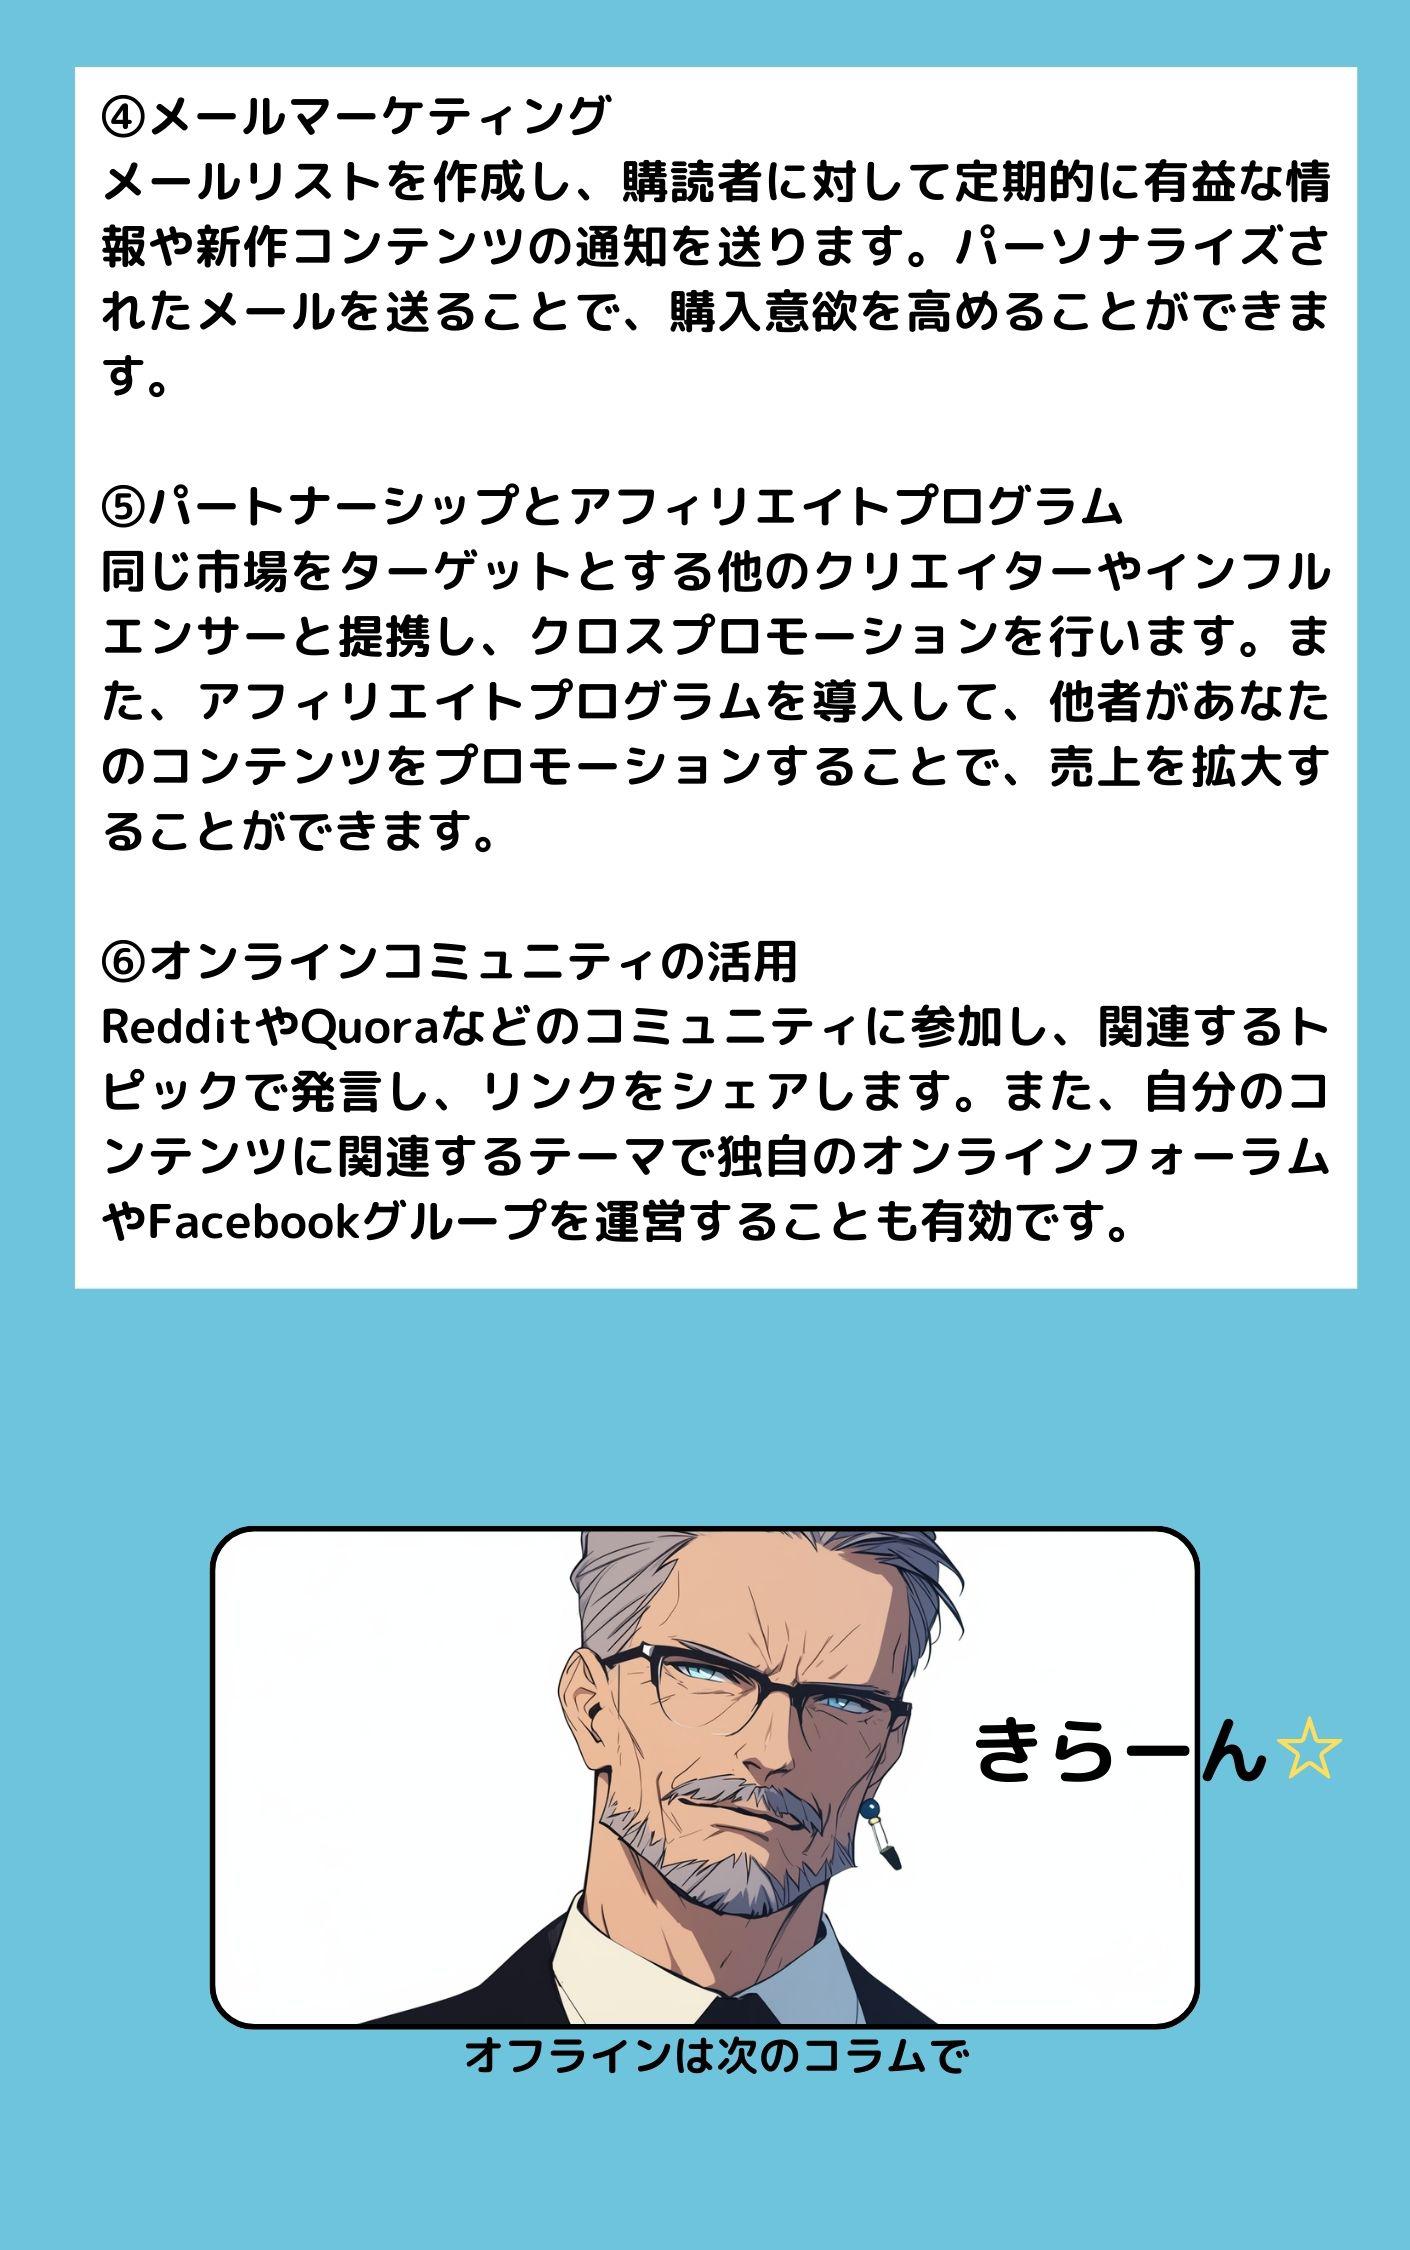 ④メールマーケティング
メールリストを作成し、購読者に対して定期的に有益な情
報や新作コンテンツの通知を送ります。パーソナライズさ
れたメールを送ることで、購入意欲を高めることができま
す。
⑤パートナーシップとアフィリエイトプログラム
同じ市場をターゲットとする他のクリエイターやインフル
エンサーと提携し、クロスプロモーションを行います。ま
た、アフィリエイトプログラムを導入して、他者があなた
のコンテンツをプロモーションすることで、売上を拡大す
ることができます。
⑥オンラインコミュニティの活用
RedditやQuoraなどのコミュニティに参加し、関連するト
ピックで発言し、リンクをシェアします。また、自分のコ
ンテンツに関連するテーマで独自のオンラインフォーラム
やFacebookグループを運営することも有効です。
きらーん☆
オフラインは次のコラムで